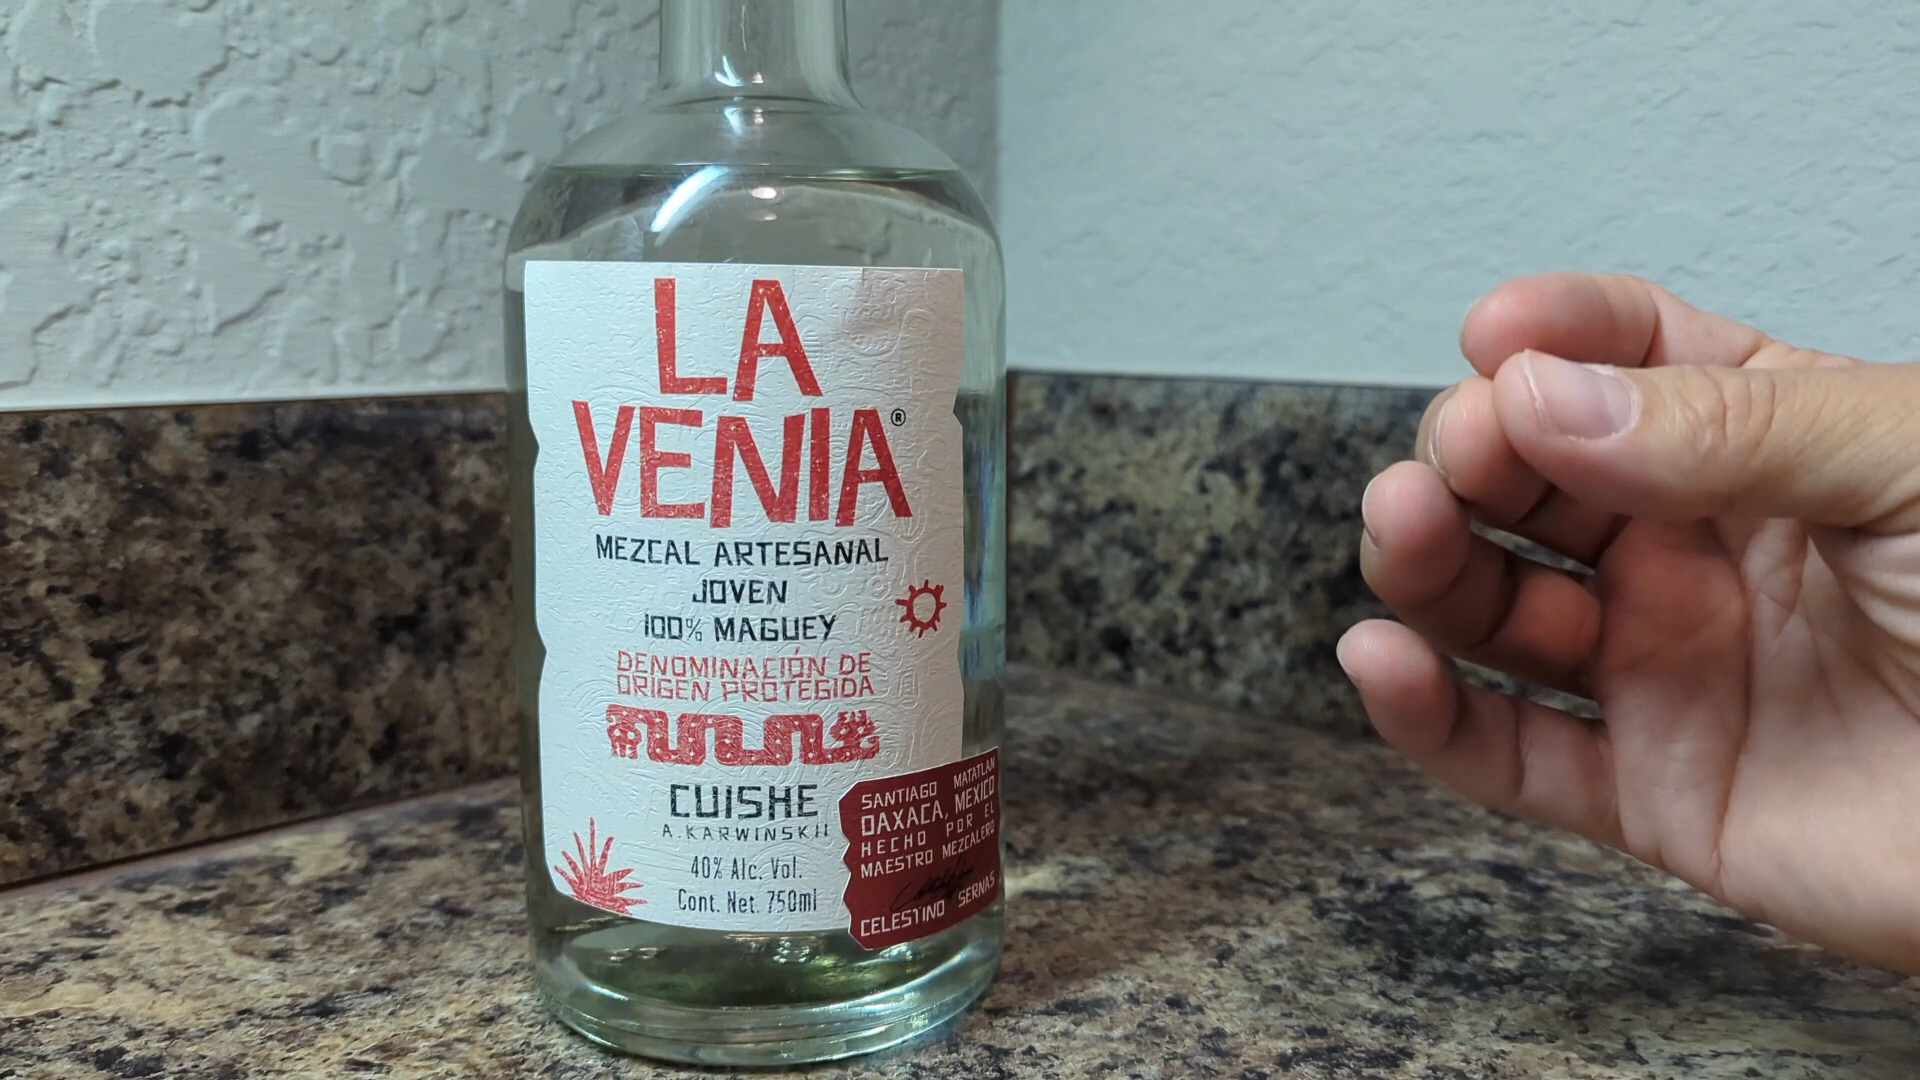 LA
VENIA®
MEZCAL ARTESANAL
JOVEN
100% MAGUEY
DENOMINACIÓN DE
ORIGEN PROTEGIDA
CUISHE
A. KARWINSKII
40% Alc. Vol.
Cont. Net. 750ml
SANTIAGO MATATLAN
OAXACA, MEXICO
HECHO POR EL
MAESTRO MEZCALERO
CELESTINO SERNAS